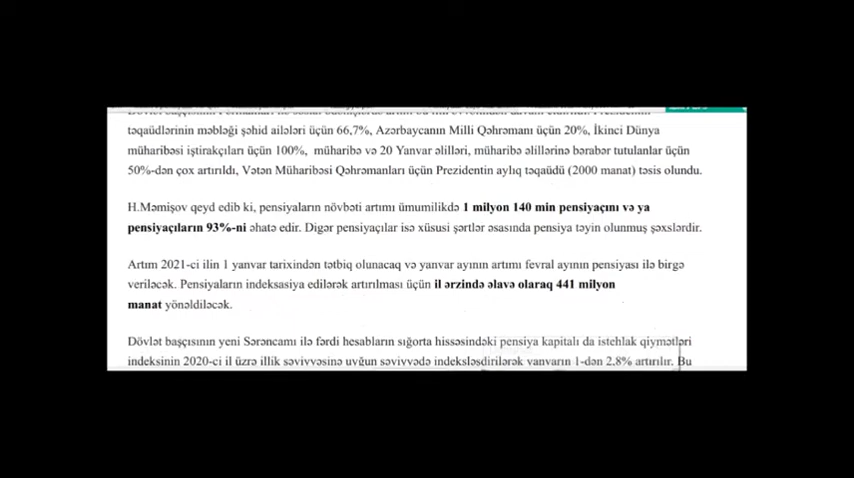 təqaüdlərinin məbləği şəhid ailələri üçün 66,7%, Azərbaycanın Milli Qəhrəmanı üçün 20%, İkinci Dünya
müharibəsi iştirakçıları üçün 100%, müharibə və 20 Yanvar əlilləri, müharibə əlillərinə bərabər tutulanlar üçün
50%-dən çox artırıldı, Vətən Müharibəsi Qəhrəmanları üçün Prezidentin aylıq təqaüdü (2000 manat) təsis olundu.
H.Məmişov qeyd edib ki, pensiyaların növbəti artımı ümumilikdə 1 milyon 140 min pensiyaçını və ya
pensiyaçıların 93%-ni əhatə edir. Digər pensiyaçılar isə xüsusi şərtlər əsasında pensiya təyin olunmuş şəxslərdir.
Artım 2021-ci ilin 1 yanvar tarixindən tətbiq olunacaq və yanvar ayının artımı fevral ayının pensiyası ilə birgə
veriləcək. Pensiyaların indeksasiya edilərək artırılması üçün il ərzində əlavə olaraq 441 milyon
manat yönəldiləcək.
Dövlət başçısının yeni Sərəncamı ilə fərdi hesabların sığorta hissəsindəki pensiya kapitalı da istehlak qiymətləri
indeksinin 2020-ci il üzrə illik səviyyəsinə uyğun səviyyədə indeksləşdirilərək yanvarın 1-dən 2,8% artırılır. Bu